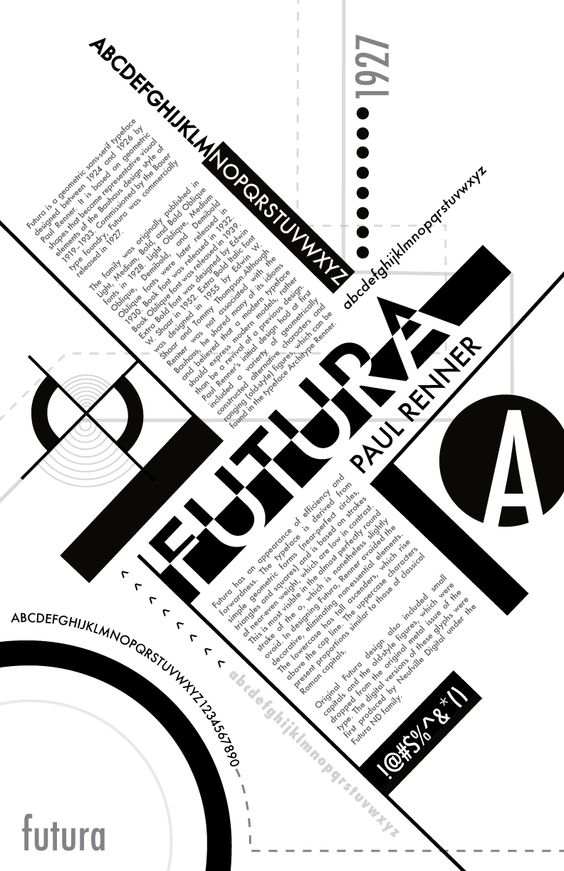 1927
ABCDEFGHIJKLMNOPQRSTUVWXYZ
abcdefghijklmnopqrstuvwxyz
Futura is a geometric sans-serif typeface
designed between 1924 and 1926 by
Paul Renner. It is based on geometric
shapes that became representative visual
elements of the Bauhaus design style of
1919–1933. Commissioned by the Bauer
type foundry, Futura was commercially
released in 1927.
The family was originally published in
Light, Medium, Bold, and Bold Oblique
fonts in 1928. Light Oblique, Medium
Oblique, Demibold, and Demibold
Oblique fonts were later released in
1930. Book font was released in 1932.
Book Oblique font was released in 1939.
Extra Bold font was designed by Edwin
W. Shaar in 1952. Extra Bold Italic font
was designed in 1955 by Edwin W.
Shaar and Tommy Thompson.Although
Renner was not associated with the
Bauhaus, he shared many of its idioms
and believed that a modern typeface
should express modern models, rather
than be a revival of a previous design.
Paul Renner's initial design had at first
included a variety of geometrically
constructed alternative characters and
ranging (old-style) figures, which can be
found in the typeface Architype Renner.
FUTURA
PAUL RENNER
A
Futura has an appearance of efficiency and
forwardness. The typeface is derived from
simple geometric forms (near-perfect circles,
triangles and squares) and is based on strokes
of near-even weight, which are low in contrast.
This is most visible in the almost perfectly round
stroke of the o, which is nonetheless slightly
ovoid. In designing Futura, Renner avoided the
decorative, eliminating nonessential elements.
The lowercase has tall ascenders, which rise
above the cap line. The uppercase characters
present proportions similar to those of classical
Roman capitals.
Original Futura design also included small
capitals and the old-style figures, which were
dropped from the original metal issue of the
type. The digital versions of these glyphs were
first produced by Neufville Digital under the
Futura ND family.
!@#$%^&*()
abcdefghijklmnopqrstuvwxyz
ABCDEFGHIJKLMNOPQRSTUVWXYZ1234567890
futura